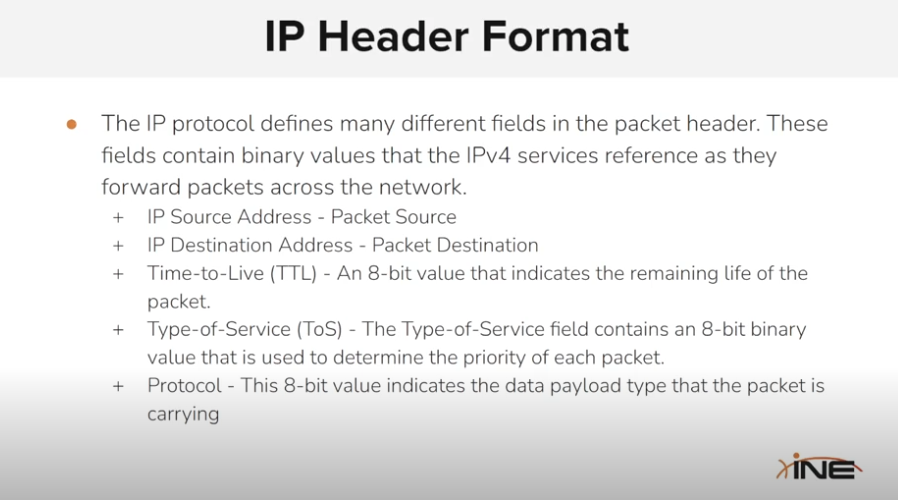 IP Header Format
● The IP protocol defines many different fields in the packet header. These
fields contain binary values that the IPv4 services reference as they
forward packets across the network.
+ IP Source Address - Packet Source
+ IP Destination Address - Packet Destination
+ Time-to-Live (TTL) - An 8-bit value that indicates the remaining life of the
packet.
+ Type-of-Service (ToS) - The Type-of-Service field contains an 8-bit binary
value that is used to determine the priority of each packet.
+ Protocol - This 8-bit value indicates the data payload type that the packet is
carrying
INE